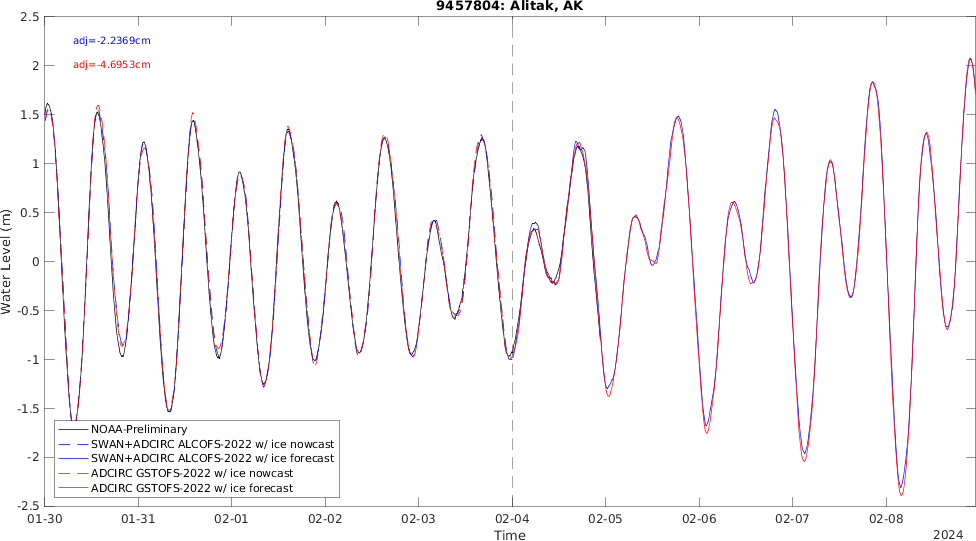 9457804: Alitak, AK
2.5
2
1.5
1
0.5
0
-0.5
-1
-1.5
-2
-2.5
Water Level (m)
adj=-2.2369cm
adj=-4.6953cm
NOAA-Preliminary
SWAN+ADCIRC ALCOFS-2022 w/ ice nowcast
SWAN+ADCIRC ALCOFS-2022 w/ ice forecast
ADCIRC GSTOFS-2022 w/ ice nowcast
ADCIRC GSTOFS-2022 w/ ice forecast
01-30 01-31 02-01 02-02 02-03 02-04 02-05 02-06 02-07 02-08
Time
2024